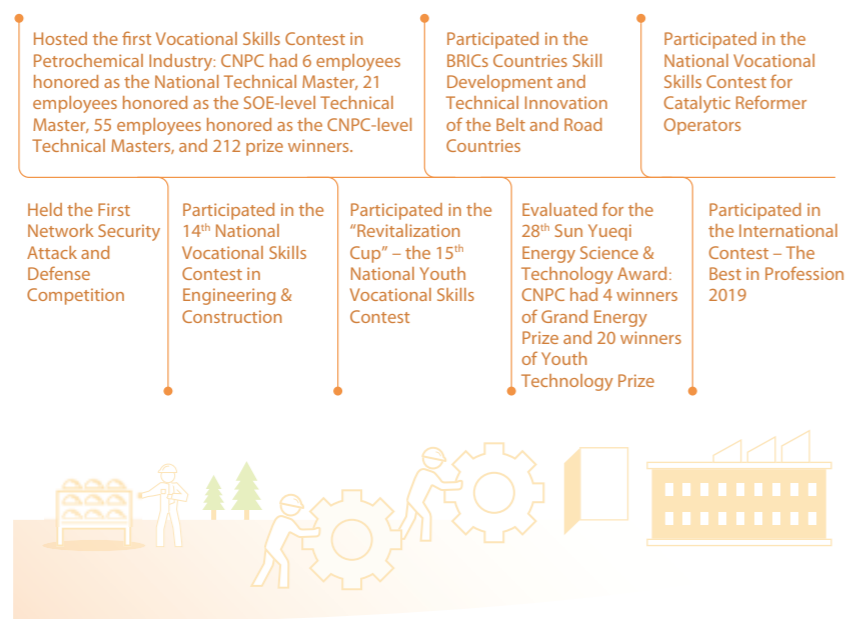 Hosted the first Vocational Skills Contest in
Petrochemical Industry: CNPC had 6 employees
honored as the National Technical Master, 21
employees honored as the SOE-level Technical
Master, 55 employees honored as the CNPC-level
Technical Masters, and 212 prize winners.
Participated in the
BRICs Countries Skill
Development and
Technical Innovation
of the Belt and Road
Countries
Participated in the
National Vocational
Skills Contest for
Catalytic Reformer
Operators
Held the First
Network Security
Attack and
Defense
Competition
Participated in the
14th National
Vocational Skills
Contest in
Engineering &
Construction
Participated in the
“Revitalization
Cup” – the 15th
National Youth
Vocational Skills
Contest
Evaluated for the
28th Sun Yueqi
Energy Science &
Technology Award:
CNPC had 4 winners
of Grand Energy
Prize and 20 winners
of Youth
Technology Prize
Participated in
the International
Contest – The
Best in Profession
2019